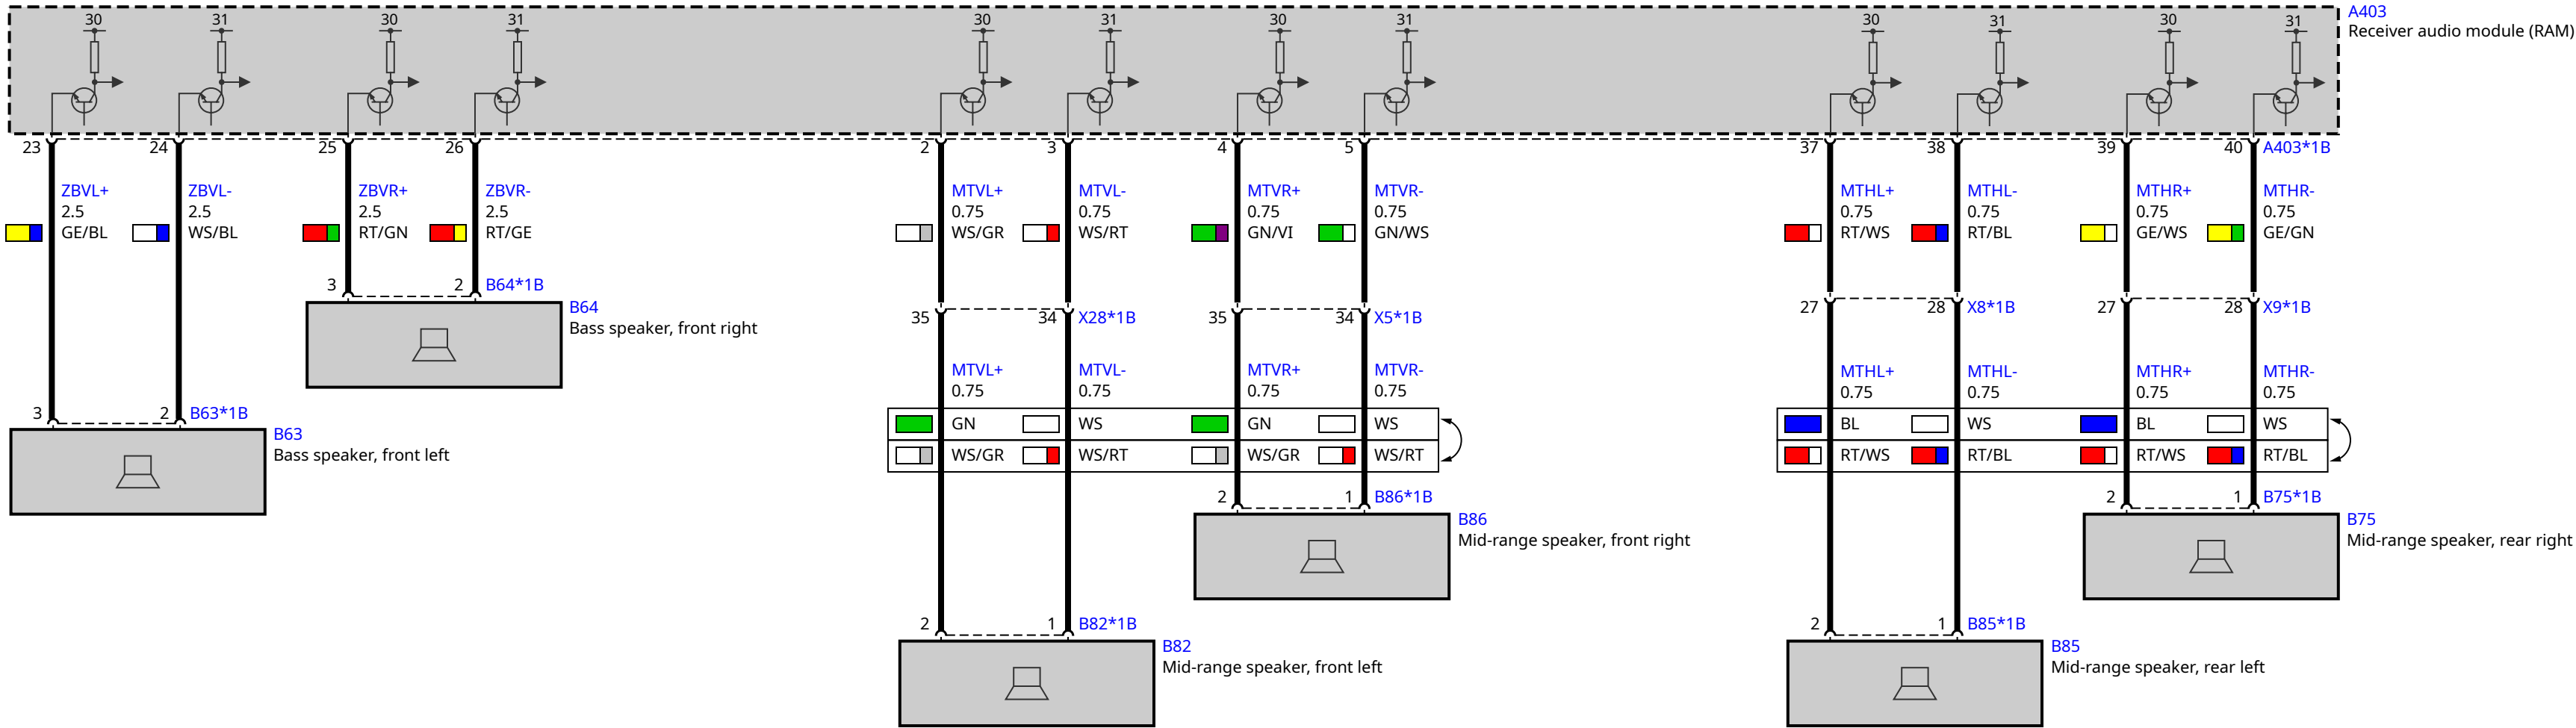 30 31 30 31 30 31 30 31 30 31 30 31
A403
Receiver audio module (RAM)
23 24 25 26 2 3 4 5 37 38 39 40 A403*1B
ZBVL+ ZBVL- ZBVR+ ZBVR- MTVL+ MTVL- MTVR+ MTVR- MTHL+ MTHL- MTHR+ MTHR-
2.5 2.5 2.5 2.5 0.75 0.75 0.75 0.75 0.75 0.75 0.75 0.75
GE/BL WS/BL RT/GN RT/GE WS/GR WS/RT GN/VI GN/WS RT/WS RT/BL GE/WS GE/GN
3 2 B64*1B
B64
Bass speaker, front right
35 34 X28*1B 35 34 X5*1B 27 28 X8*1B 27 28 X9*1B
MTVL+ MTVL- MTVR+ MTVR- MTHL+ MTHL- MTHR+ MTHR-
0.75 0.75 0.75 0.75 0.75 0.75 0.75 0.75
3 2 B63*1B
B63
Bass speaker, front left
GN WS GN WS BL WS BL WS
WS/GR WS/RT WS/GR WS/RT RT/WS RT/BL RT/WS RT/BL
2 1 B86*1B
B86
Mid-range speaker, front right
2 1 B75*1B
B75
Mid-range speaker, rear right
2 1 B82*1B
B82
Mid-range speaker, front left
2 1 B85*1B
B85
Mid-range speaker, rear left